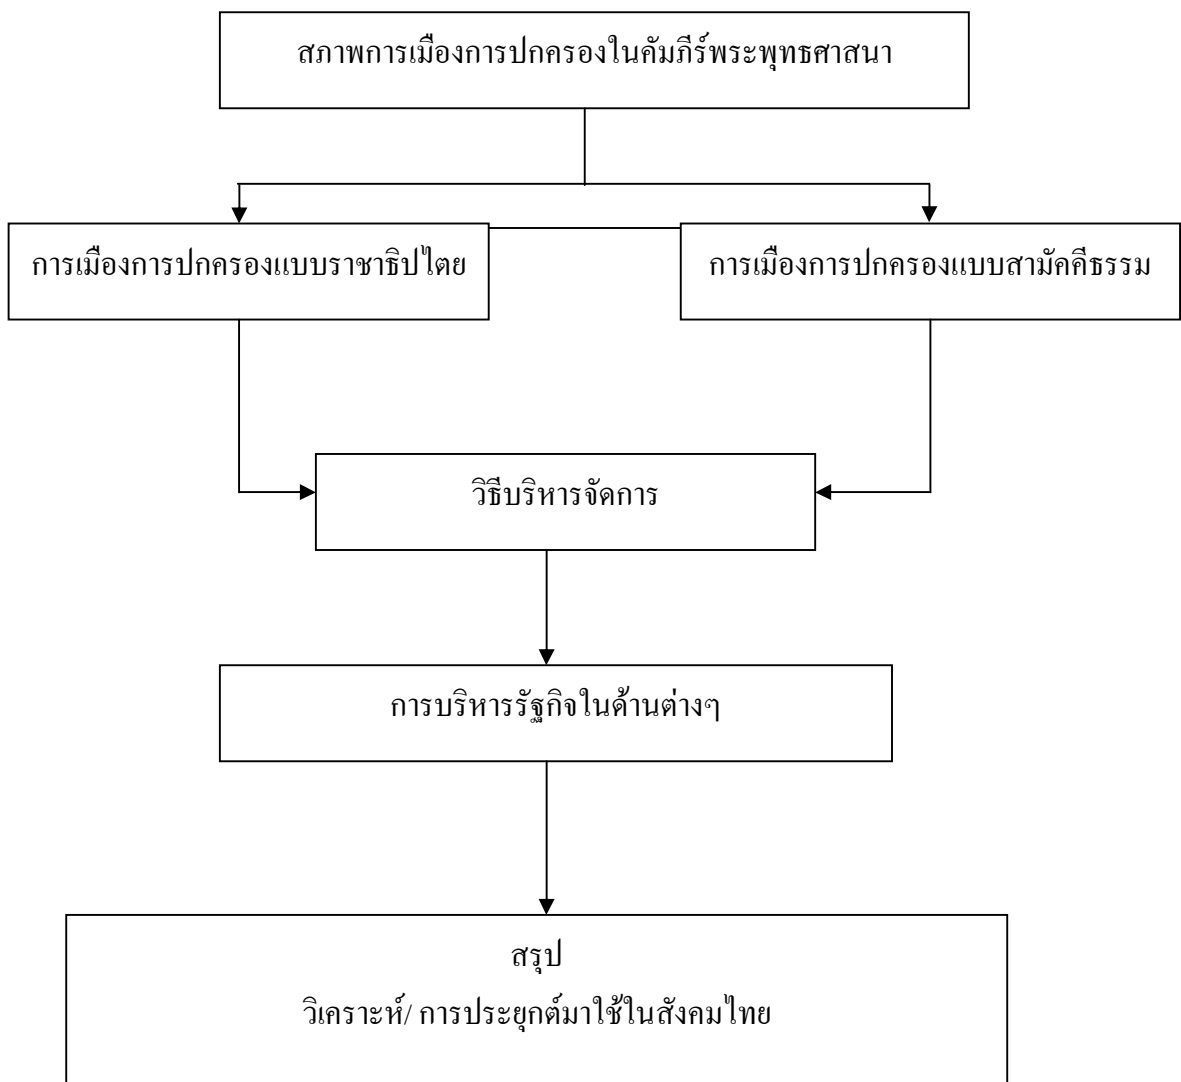 สภาพการเมืองการปกครองในคัมภีร์พระพุทธศาสนา
การเมืองการปกครองแบบราชาธิปไตย
การเมืองการปกครองแบบสามัคคีธรรม
วิธีบริหารจัดการ
การบริหารรัฐกิจในด้านต่างๆ
สรุป
วิเคราะห์/ การประยุกต์มาใช้ในสังคมไทย